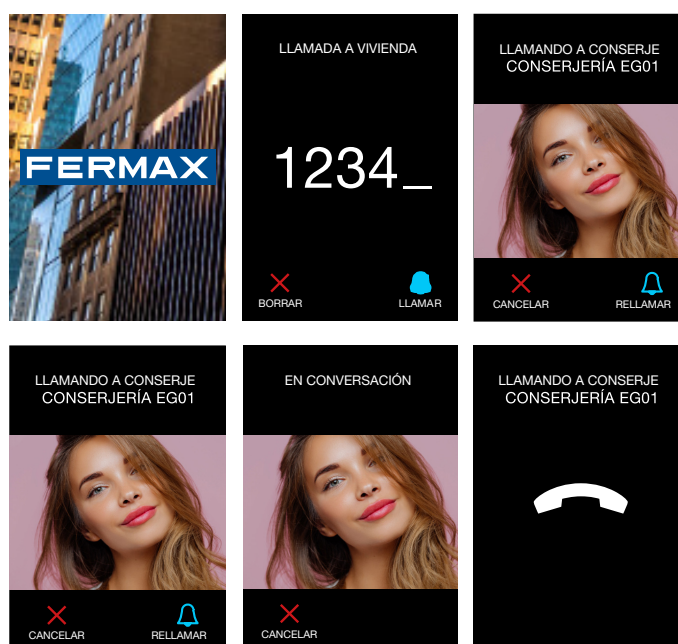 FERMAX
LLAMADA A VIVIENDA
1234_
BORRAR
LLAMAR
LLAMANDO A CONSERJE
CONSERJERÍA EG01
CANCELAR
RELLAMAR
LLAMANDO A CONSERJE
CONSERJERÍA EG01
CANCELAR
RELLAMAR
EN CONVERSACIÓN
CANCELAR
LLAMANDO A CONSERJE
CONSERJERÍA EG01